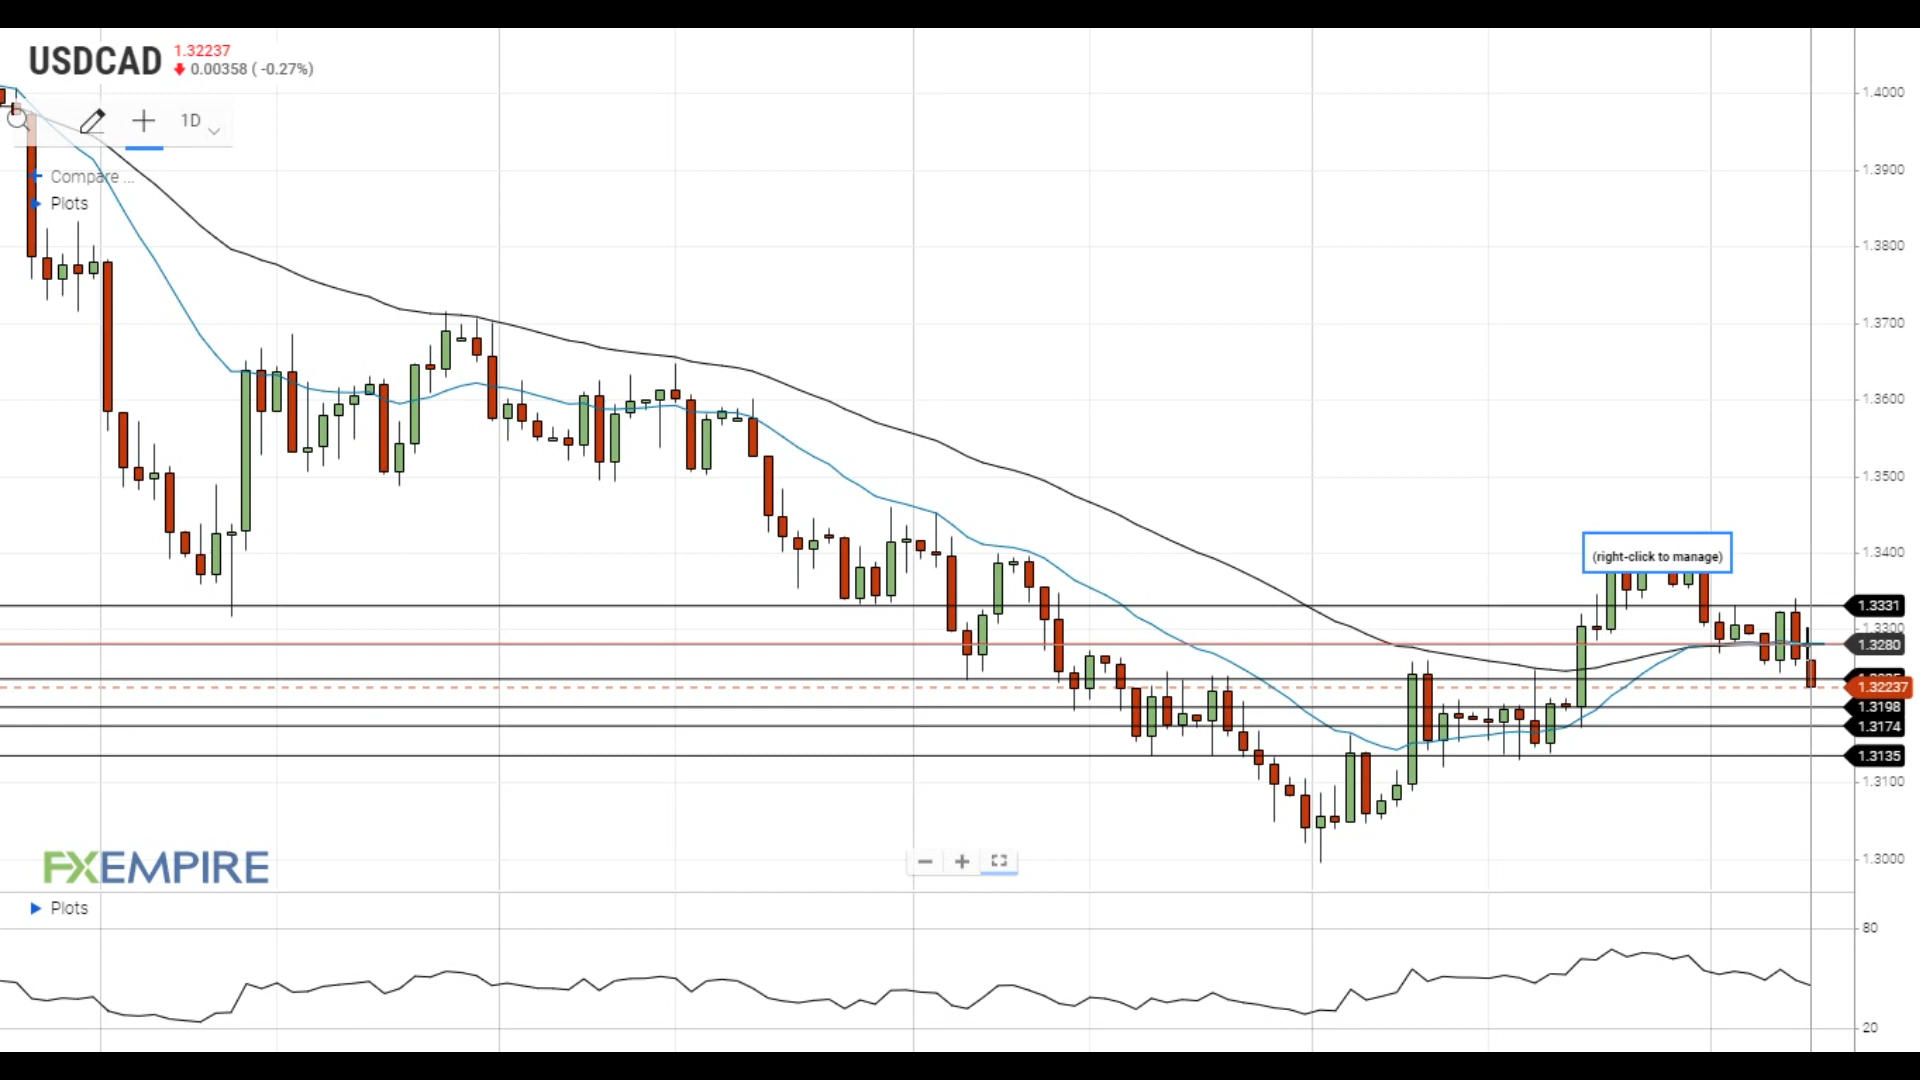 USDCAD
1.32237
0.00358 ( -0.27%)
1D
Compare ...
Plots
1.4000
1.3900
1.3800
1.3700
1.3600
1.3500
1.3400
(right-click to manage)
1.3331
1.3300
1.3280
1.32237
1.3198
1.3174
1.3135
1.3100
1.3000
FXEMPIRE
Plots
80
20